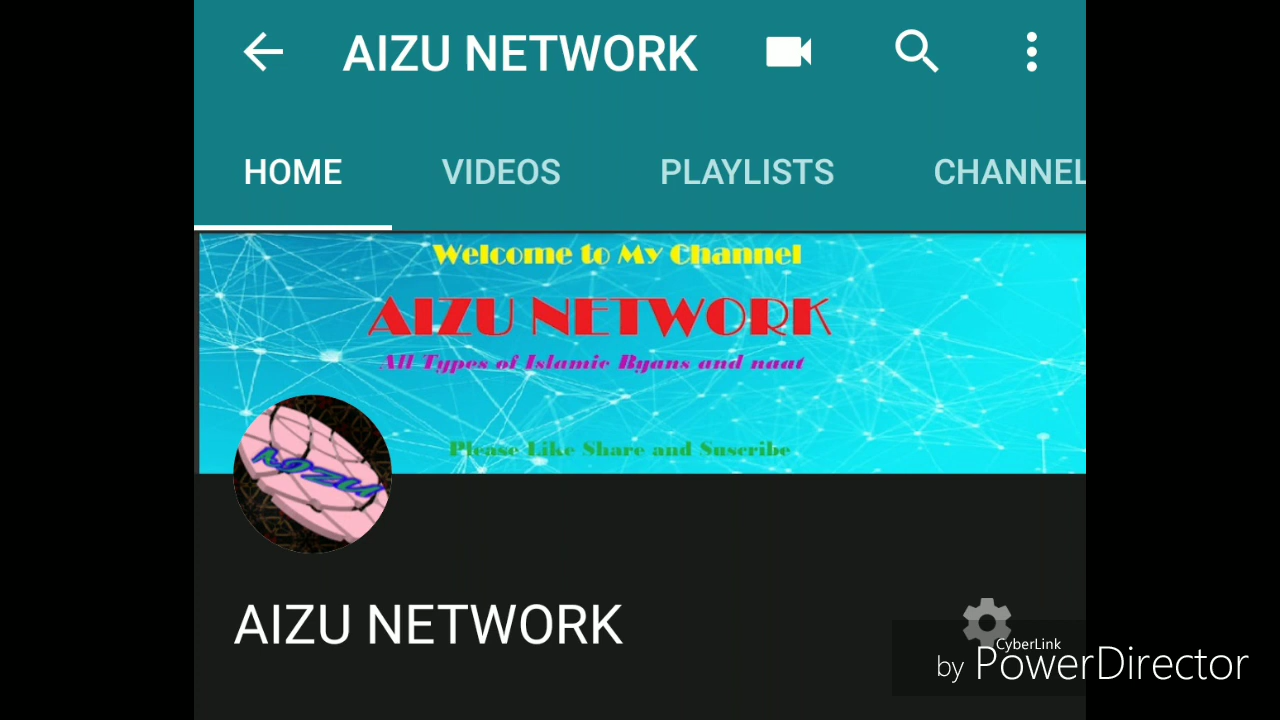 AIZU NETWORK
HOME VIDEOS PLAYLISTS CHANNEL
Welcome to My Channel
AIZU NETWORK
All Types of Islamic Byans and naat
Please Like Share and Suscribe
AIZU
AIZU NETWORK
CyberLink
by PowerDirector